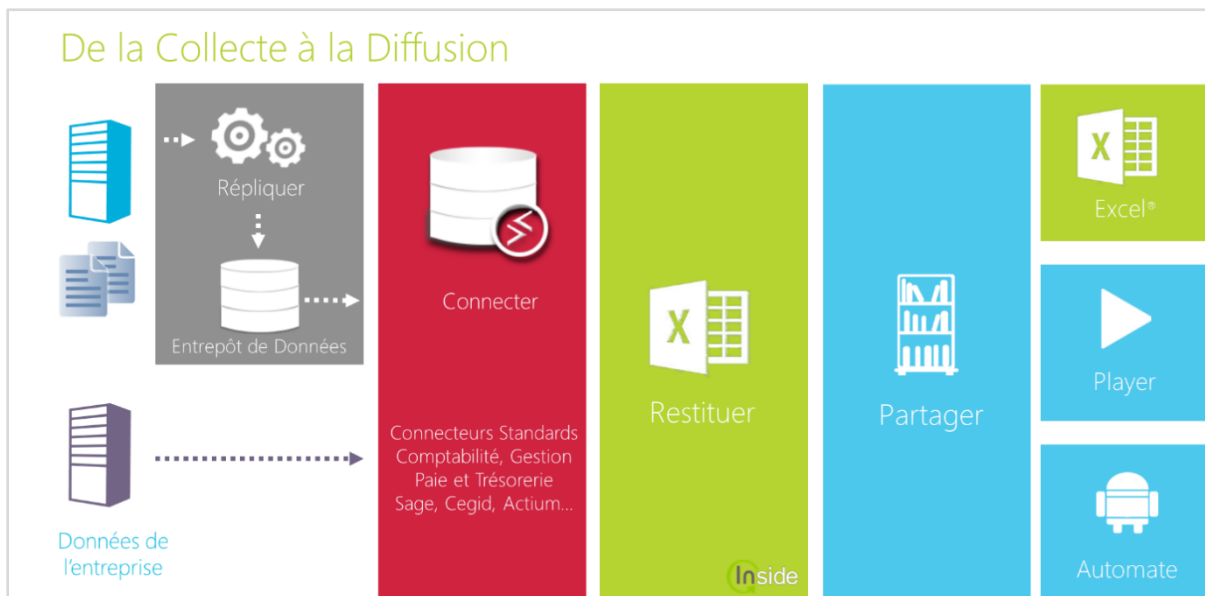 De la Collecte à la Diffusion
Répliquer
Entrepôt de Données
Données de
l'entreprise
Connecter
Connecteurs Standards
Comptabilité, Gestion
Paie et Trésorerie
Sage, Cegid, Actium...
X
Restituer
Inside
Partager
X
Excel®
Player
Automate